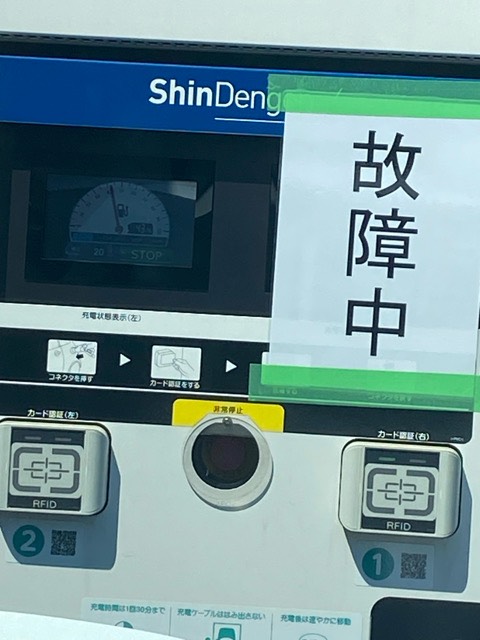 ShinDeng
故障中
20 STOP
充電状態表示(左)
コネクタを挿す
カード認証をする
カード認証(左)
非常停止
カード認証(右)
RFID
RFID
2
1
充電時間は1回30分まで
充電ケーブルははみ出さない
充電後は速やかに移動